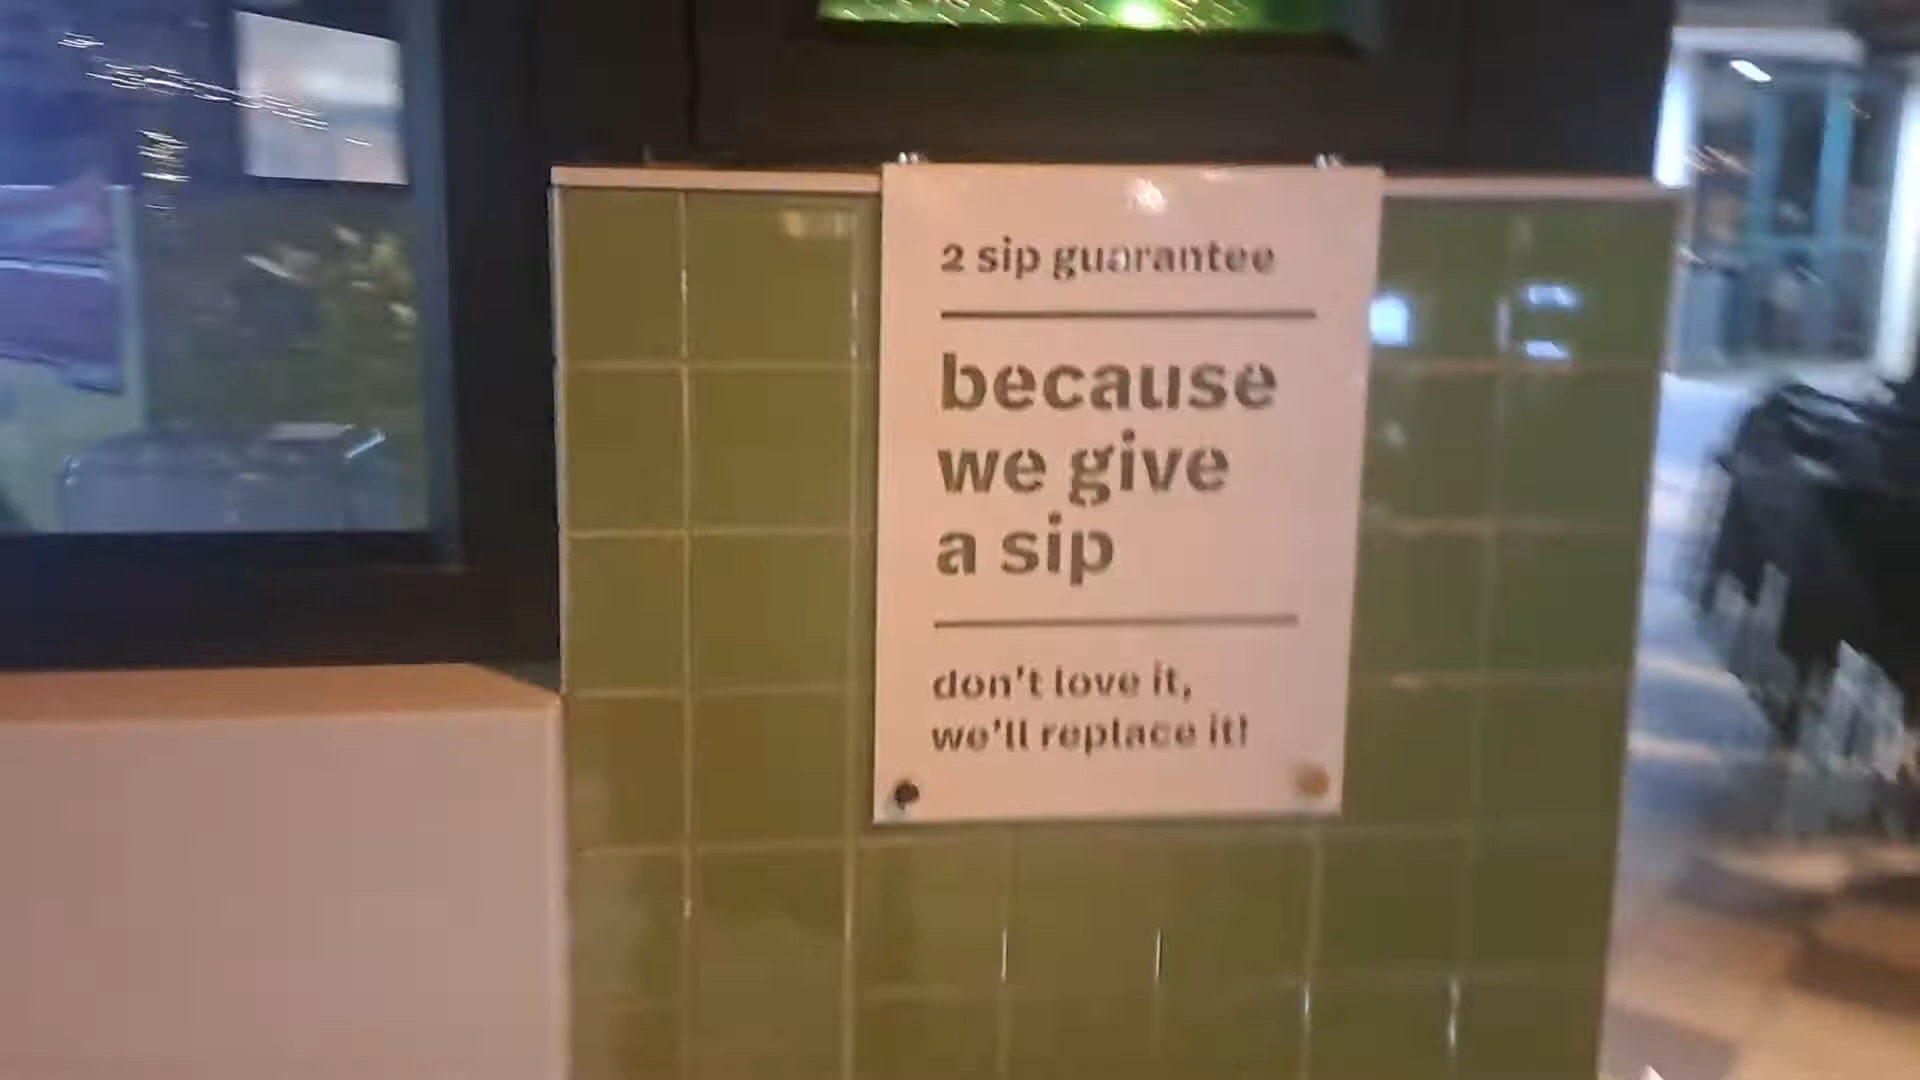 2 sip guarantee
because
we give
a sip
don't love it,
we'll replace it!